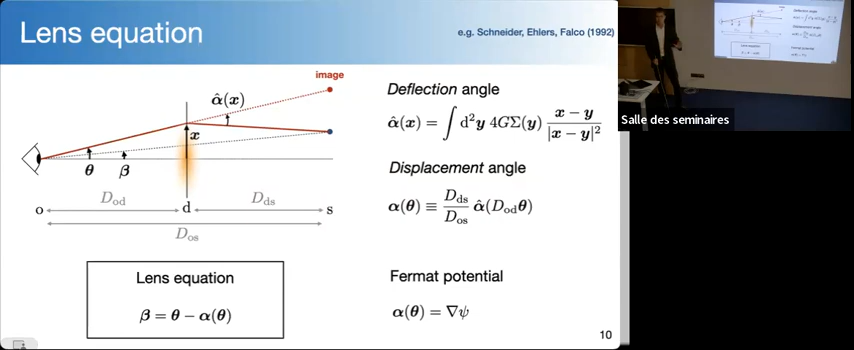 Lens equation
e.g. Schneider, Ehlers, Falco (1992)
image
α̂(x)
x
θ
β
D_od
D_ds
o
d
s
D_os
Lens equation
β = θ − α(θ)
Deflection angle
α̂(x) = ∫ d²y 4GΣ(y) (x − y)/|x − y|²
Displacement angle
α(θ) ≡ D_ds/D_os α̂(D_od θ)
Fermat potential
α(θ) = ∇ψ
10
Salle des seminaires